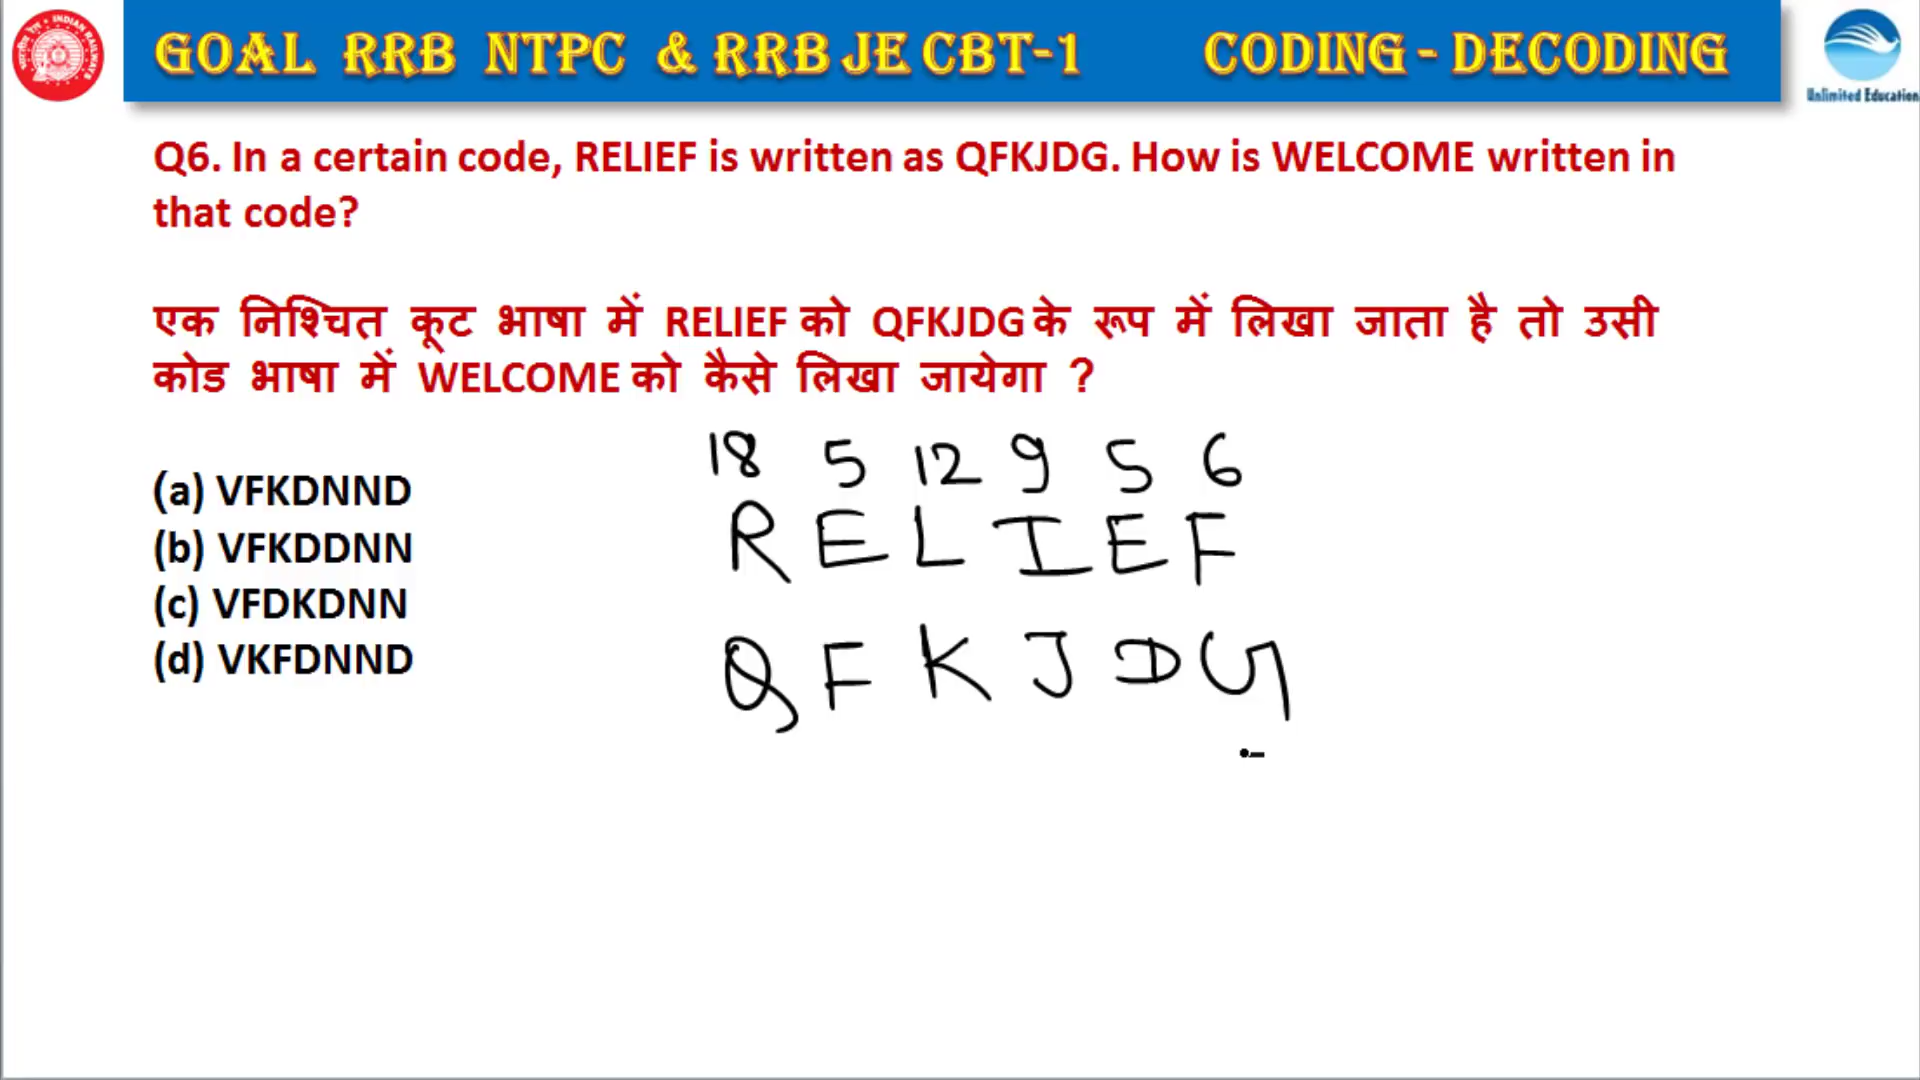 GOAL RRB NTPC & RRB JE CBT-1 CODING - DECODING
Unlimited Education
Q6. In a certain code, RELIEF is written as QFKJDG. How is WELCOME written in
that code?
एक निश्चित कूट भाषा में RELIEF को QFKJDG के रूप में लिखा जाता है तो उसी
कोड भाषा में WELCOME को कैसे लिखा जायेगा ?
(a) VFKDNND
(b) VFKDDNN
(c) VFDKDNN
(d) VKFDNND
18 5 12 9 5 6
R E L I E F
Q F K J D G